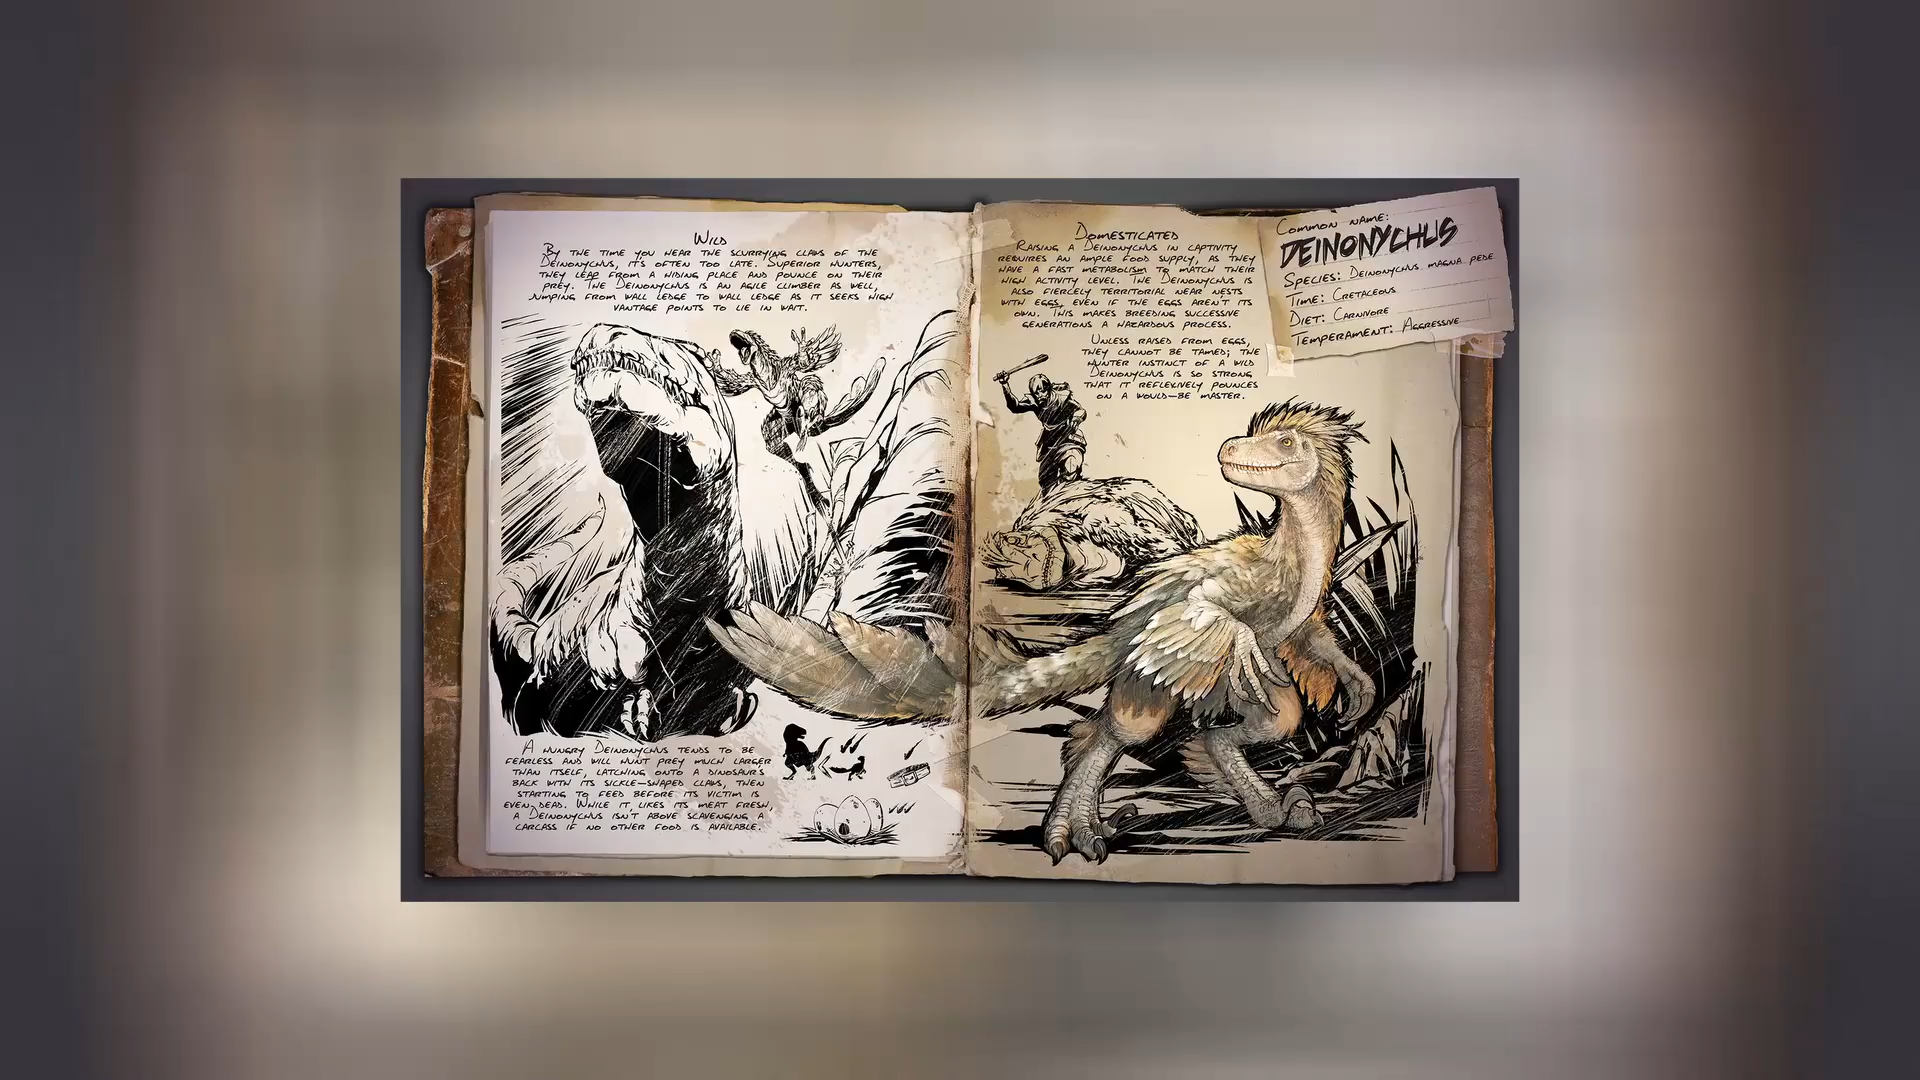 Wild
By the time you hear the scurrying claws of the
Deinonychus, it's often too late. Superior hunters,
they leap from a hiding place and pounce on their
prey. The Deinonychus is an agile climber as well,
jumping from wall ledge to wall ledge as it seeks high
vantage points to lie in wait.
A hungry Deinonychus tends to be
fearless and will hunt prey much larger
than itself, latching onto a dinosaur's
back with its sickle-shaped claws, then
starting to feed before its victim is
even dead. While it likes its meat fresh,
a Deinonychus isn't above scavenging a
carcass if no other food is available.
Domesticated
Raising a Deinonychus in captivity
requires an ample food supply, as they
have a fast metabolism to match their
high activity level. The Deinonychus is
also fiercely territorial near nests
with eggs, even if the eggs aren't its
own. This makes breeding successive
generations a hazardous process.
Unless raised from eggs,
they cannot be tamed; the
hunter instinct of a wild
Deinonychus is so strong
that it reflexively pounces
on a would-be master.
Common name:
DEINONYCHUS
Species: Deinonychus magna pede
Time: Cretaceous
Diet: Carnivore
Temperament: Aggressive